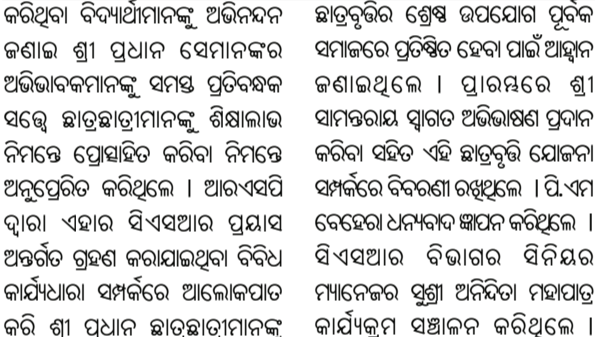 କରିଥିବା ବିଦ୍ୟାର୍ଥୀମାନଙ୍କୁ ଅଭିନନ୍ଦନ
ଜଣାଇ ଶ୍ରୀ ପ୍ରଧାନ ସେମାନଙ୍କର
ଅଭିଭାବକମାନଙ୍କୁ ସମସ୍ତ ପ୍ରତିବନ୍ଧକ
ସତ୍ତ୍ୱେ ଛାତ୍ରଛାତ୍ରୀମାନଙ୍କୁ ଶିକ୍ଷାଲାଭ
ନିମନ୍ତେ ପ୍ରୋତ୍ସାହିତ କରିବା ନିମନ୍ତେ
ଅନୁପ୍ରେରିତ କରିଥିଲେ । ଆରଏସପି
ଦ୍ୱାରା ଏହାର ସିଏସଆର ପ୍ରୟାସ
ଅନ୍ତର୍ଗତ ଗ୍ରହଣ କରାଯାଇଥିବା ବିବିଧ
କାର୍ଯ୍ୟଧାରା ସମ୍ପର୍କରେ ଆଲୋକପାତ
କରି ଶ୍ରୀ ପ୍ରଧାନ ଛାତ୍ରଛାତ୍ରୀମାନଙ୍କୁ
ଛାତ୍ରବୃତ୍ତିର ଶ୍ରେଷ୍ଠ ଉପଯୋଗ ପୂର୍ବକ
ସମାଜରେ ପ୍ରତିଷ୍ଠିତ ହେବା ପାଇଁ ଆହ୍ୱାନ
ଜଣାଇଥିଲେ । ପ୍ରାରମ୍ଭରେ ଶ୍ରୀ
ସାମନ୍ତରାୟ ସ୍ୱାଗତ ଅଭିଭାଷଣ ପ୍ରଦାନ
କରିବା ସହିତ ଏହି ଛାତ୍ରବୃତ୍ତି ଯୋଜନା
ସମ୍ପର୍କରେ ବିବରଣୀ ରଖିଥିଲେ । ପି.ଏମ
ବେହେରା ଧନ୍ୟବାଦ ଜ୍ଞାପନ କରିଥିଲେ ।
ସିଏସଆର ବିଭାଗର ସିନିୟର
ମ୍ୟାନେଜର ସୁଶ୍ରୀ ଅନିନ୍ଦିତା ମହାପାତ୍ର
କାର୍ଯ୍ୟକ୍ରମ ସଞ୍ଚାଳନ କରିଥିଲେ ।